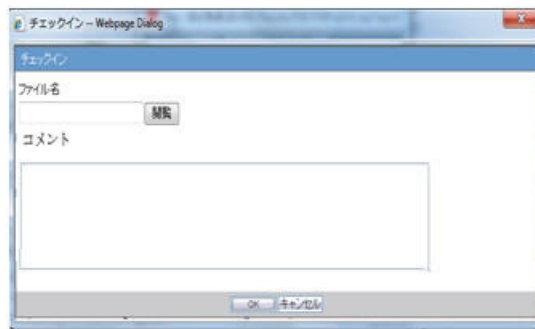 チェックイン -- Webpage Dialog
チェックイン
ファイル名
閲覧
コメント
OK キャンセル